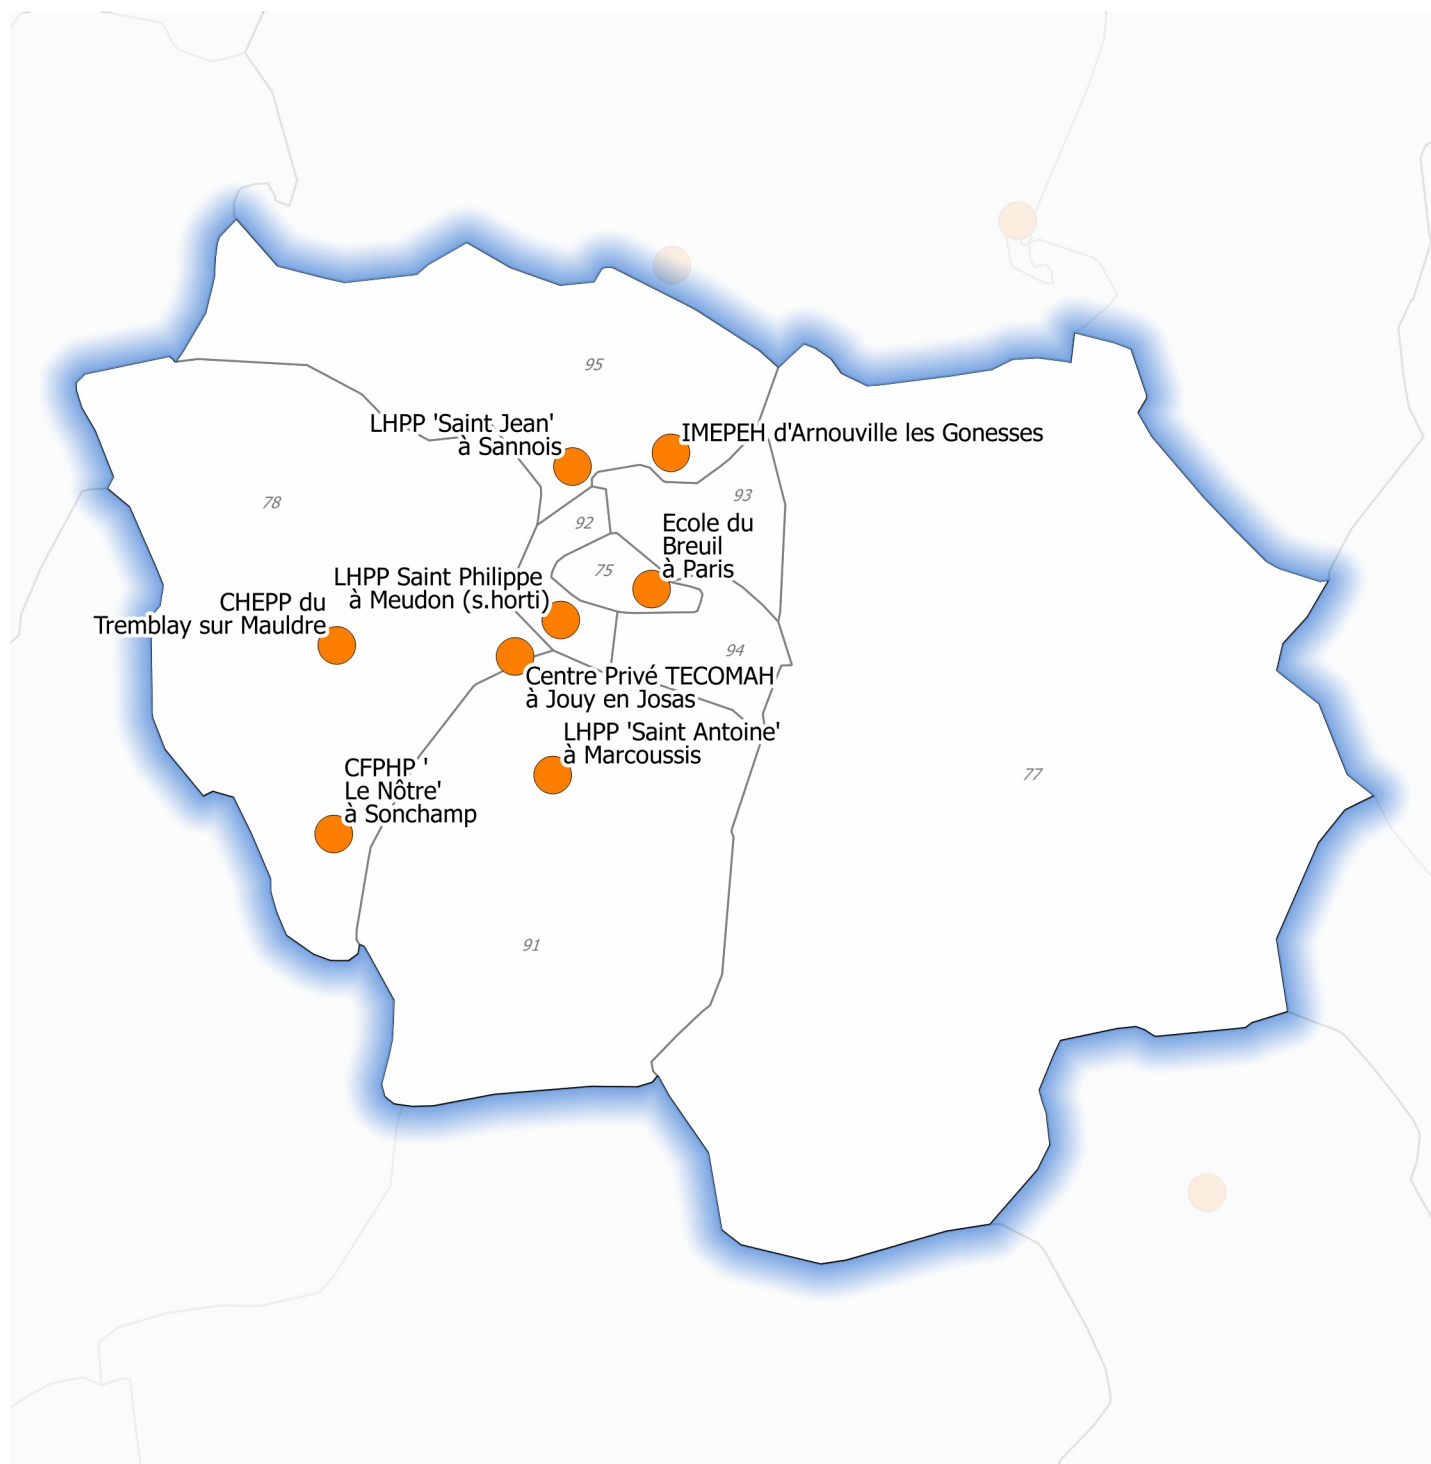 95
LHPP 'Saint Jean'
à Sannois
IMEPEH d'Arnouville les Gonesses
78
93
92
Ecole du
Breuil
à Paris
75
LHPP Saint Philippe
à Meudon (s.horti)
CHEPP du
Tremblay sur Mauldre
94
Centre Privé TECOMAH
à Jouy en Josas
LHPP 'Saint Antoine'
à Marcoussis
77
CFPHP '
Le Nôtre'
à Sonchamp
91